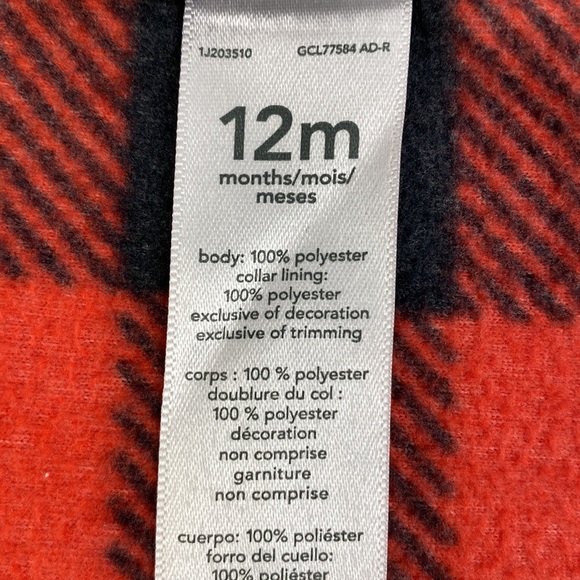 1J203510 GCL77584 AD-R
12m
months/mois/
meses
body: 100% polyester
collar lining:
100% polyester
exclusive of decoration
exclusive of trimming
corps : 100 % polyester
doublure du col :
100 % polyester
décoration
non comprise
garniture
non comprise
cuerpo: 100% poliéster
forro del cuello:
100% poliéster